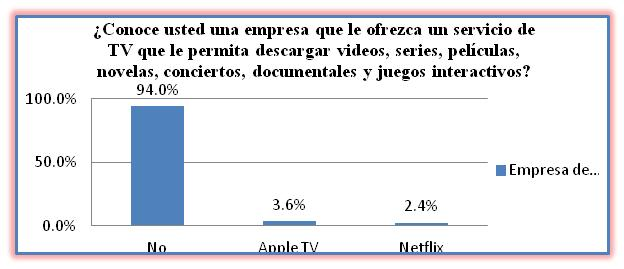 ¿Conoce usted una empresa que le ofrezca un servicio de
TV que le permita descargar videos, series, películas,
novelas, conciertos, documentales y juegos interactivos?
100.0%
94.0%
50.0%
Empresa de...
3.6%
2.4%
0.0%
No
Apple TV
Netflix